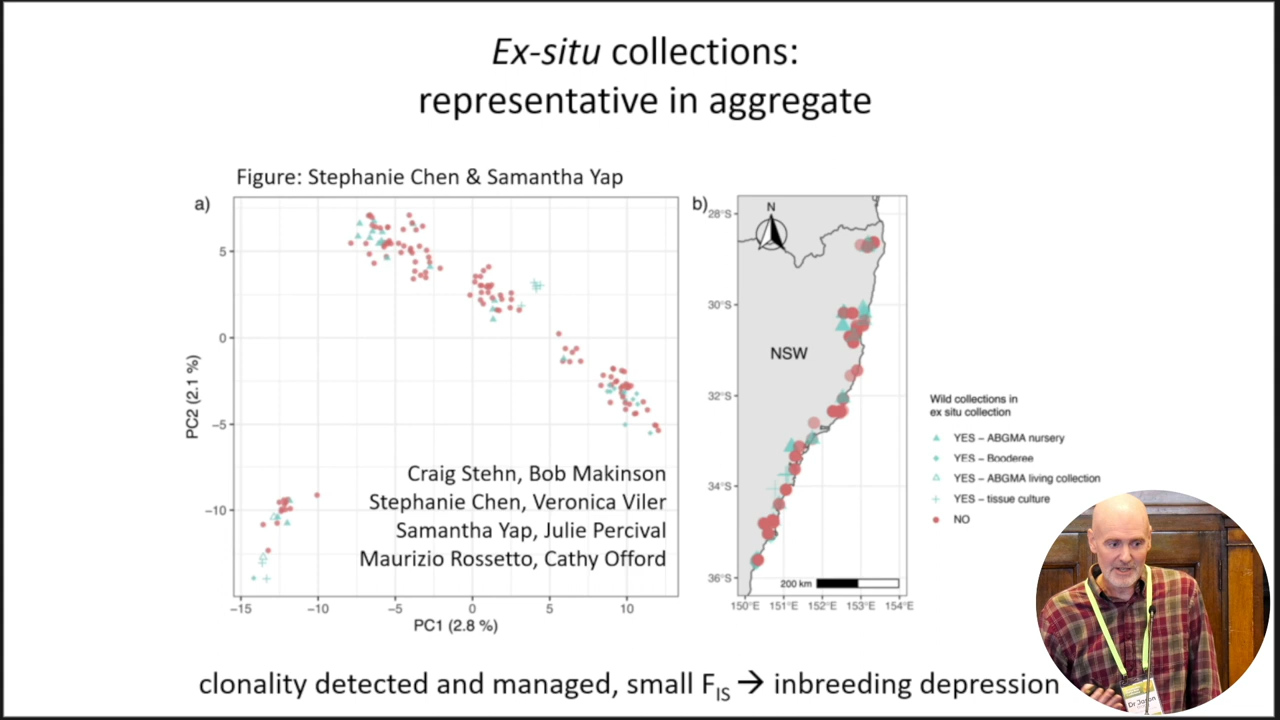 Ex-situ collections:
representative in aggregate
Figure: Stephanie Chen & Samantha Yap
a)
5
0
−5
−10
PC2 (2.1 %)
−15
−10
−5
0
5
10
PC1 (2.8 %)
Craig Stehn, Bob Makinson
Stephanie Chen, Veronica Viler
Samantha Yap, Julie Percival
Maurizio Rossetto, Cathy Offord
b)
N
28°S
30°S
32°S
34°S
36°S
NSW
200 km
150°E
151°E
152°E
153°E
154°E
Wild collections in
ex situ collection
YES − ABGMA nursery
YES − Booderee
YES − ABGMA living collection
YES − tissue culture
NO
clonality detected and managed, small FIS → inbreeding depression
Dr Jason